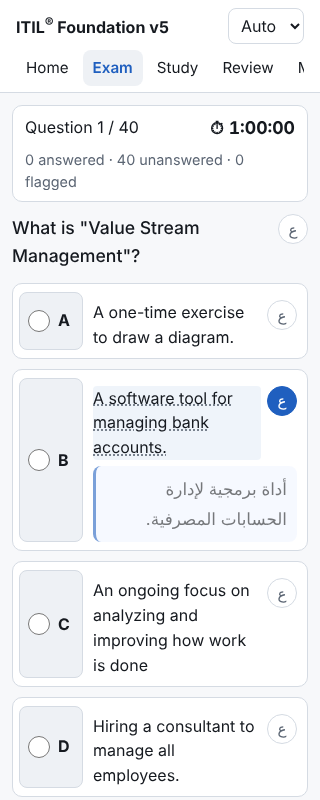 ITIL® Foundation v5
Auto
Home Exam Study Review
Question 1 / 40
⏱ 1:00:00
0 answered · 40 unanswered · 0
flagged
What is "Value Stream
Management"?
ع
A
A one-time exercise
to draw a diagram.
ع
B
A software tool for
managing bank
accounts.
ع
أداة برمجية لإدارة
الحسابات المصرفية.
C
An ongoing focus on
analyzing and
improving how work
is done
ع
D
Hiring a consultant to
manage all
employees.
ع